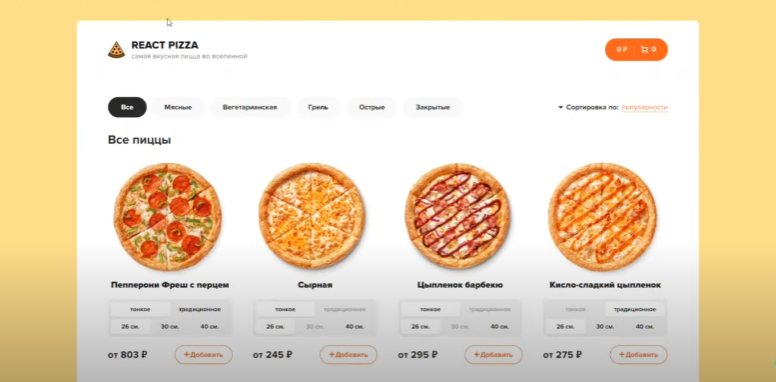 REACT PIZZA
самая вкусная пицца во вселенной
0 ₽ 0
Все Мясные Вегетарианская Гриль Острые Закрытые Сортировка по: популярности
Все пиццы
Пепперони Фреш с перцем
тонкое традиционное
26 см. 30 см. 40 см.
от 803 ₽ +Добавить
Сырная
тонкое традиционное
26 см. 30 см. 40 см.
от 245 ₽ +Добавить
Цыпленок барбекю
тонкое традиционное
26 см. 30 см. 40 см.
от 295 ₽ +Добавить
Кисло-сладкий цыпленок
тонкое традиционное
26 см. 30 см. 40 см.
от 275 ₽ +Добавить